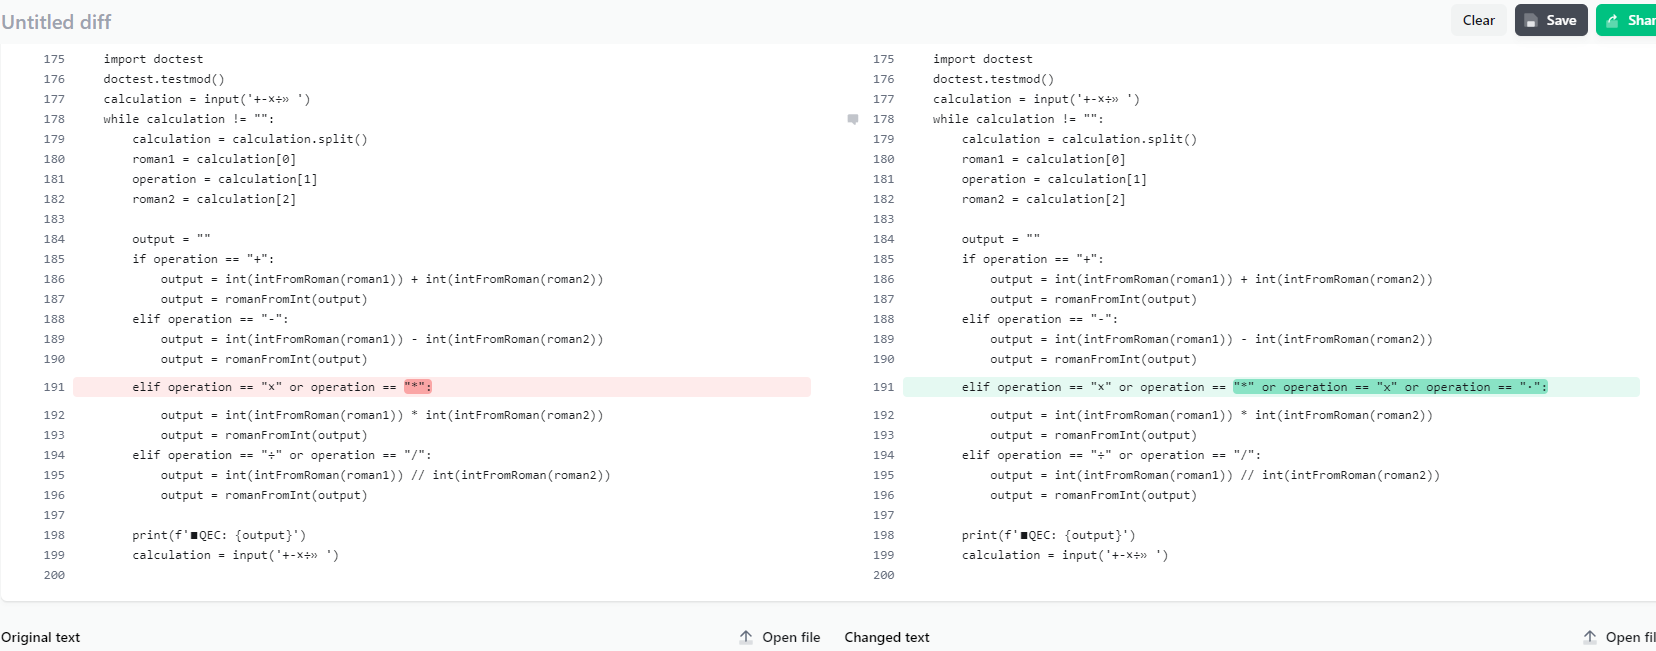 Untitled diff
Clear
Save
Shar
175 import doctest
176 doctest.testmod()
177 calculation = input('+-×÷» ')
178 while calculation != "":
179     calculation = calculation.split()
180     roman1 = calculation[0]
181     operation = calculation[1]
182     roman2 = calculation[2]
183
184     output = ""
185     if operation == "+":
186         output = int(intFromRoman(roman1)) + int(intFromRoman(roman2))
187         output = romanFromInt(output)
188     elif operation == "-":
189         output = int(intFromRoman(roman1)) - int(intFromRoman(roman2))
190         output = romanFromInt(output)
191     elif operation == "×" or operation == "*":
192         output = int(intFromRoman(roman1)) * int(intFromRoman(roman2))
193         output = romanFromInt(output)
194     elif operation == "÷" or operation == "/":
195         output = int(intFromRoman(roman1)) // int(intFromRoman(roman2))
196         output = romanFromInt(output)
197
198     print(f'■QEC: {output}')
199     calculation = input('+-×÷» ')
200
175 import doctest
176 doctest.testmod()
177 calculation = input('+-×÷» ')
178 while calculation != "":
179     calculation = calculation.split()
180     roman1 = calculation[0]
181     operation = calculation[1]
182     roman2 = calculation[2]
183
184     output = ""
185     if operation == "+":
186         output = int(intFromRoman(roman1)) + int(intFromRoman(roman2))
187         output = romanFromInt(output)
188     elif operation == "-":
189         output = int(intFromRoman(roman1)) - int(intFromRoman(roman2))
190         output = romanFromInt(output)
191     elif operation == "×" or operation == "*" or operation == "x" or operation == "·":
192         output = int(intFromRoman(roman1)) * int(intFromRoman(roman2))
193         output = romanFromInt(output)
194     elif operation == "÷" or operation == "/":
195         output = int(intFromRoman(roman1)) // int(intFromRoman(roman2))
196         output = romanFromInt(output)
197
198     print(f'■QEC: {output}')
199     calculation = input('+-×÷» ')
200
Original text
Open file
Changed text
Open fil